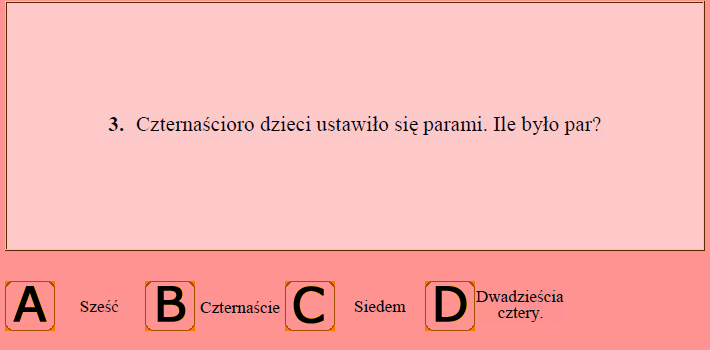 3. Czternaścioro dzieci ustawiło się parami. Ile było par?
A Sześć B Czternaście C Siedem D Dwadzieścia
cztery.